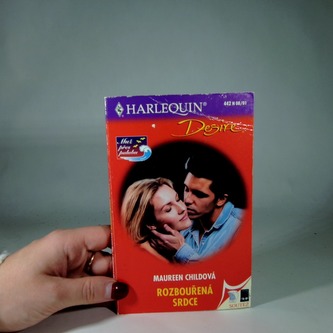 HARLEQUIN®
Desire
MAUREEN CHILDOVÁ
ROZBOUŘENÁ
SRDCE